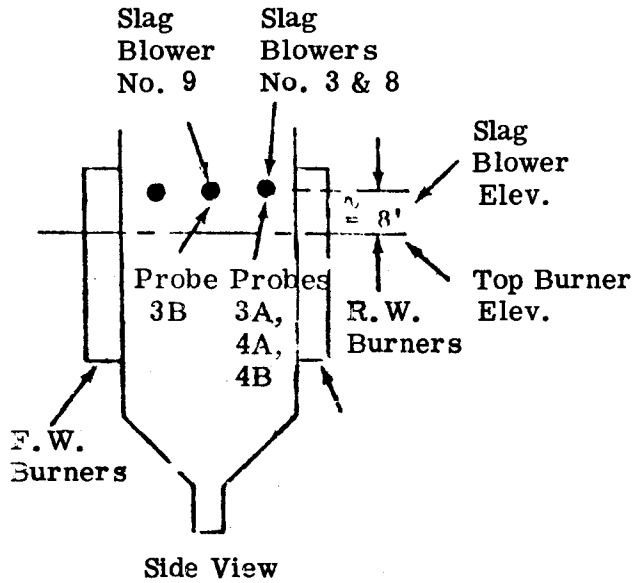 Slag
Blower
No. 9
Slag
Blowers
No. 3 & 8
Slag
Blower
Elev.
8'
Top Burner
Elev.
Probe
3B
Probes
3A,
4A,
4B
R.W.
Burners
F.W.
Burners
Side View